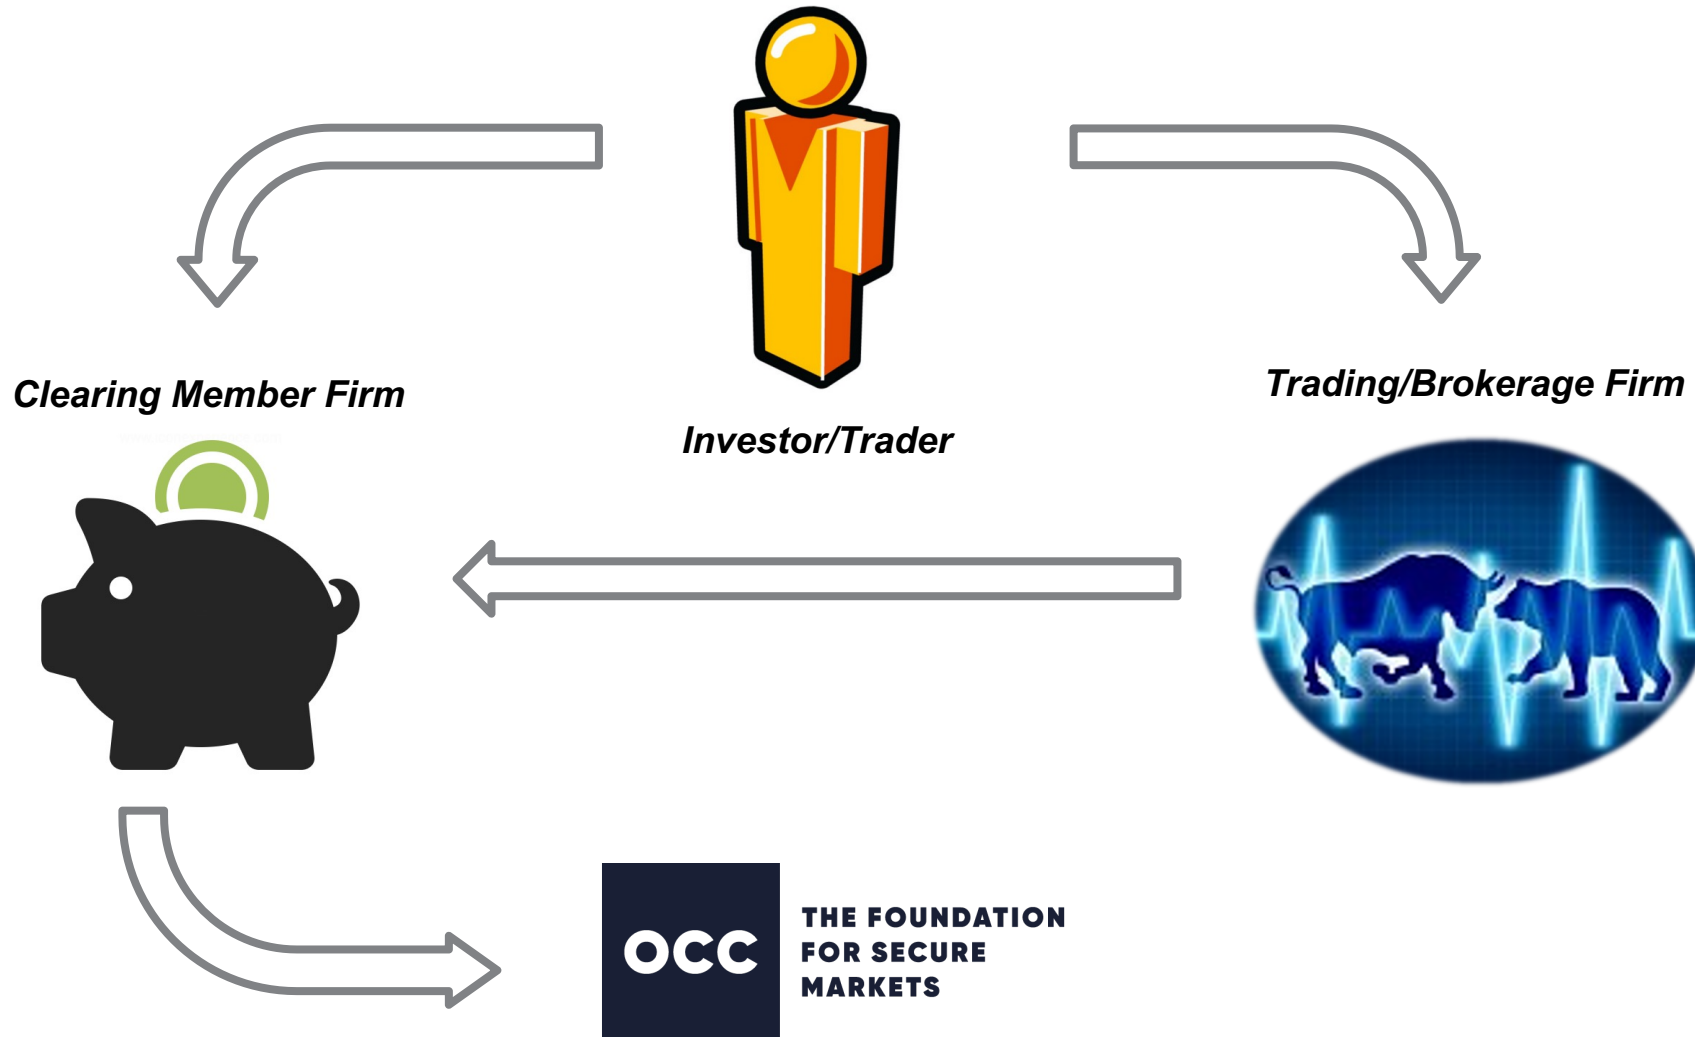 Clearing Member Firm
Investor/Trader
Trading/Brokerage Firm
OCC
THE FOUNDATION
FOR SECURE
MARKETS